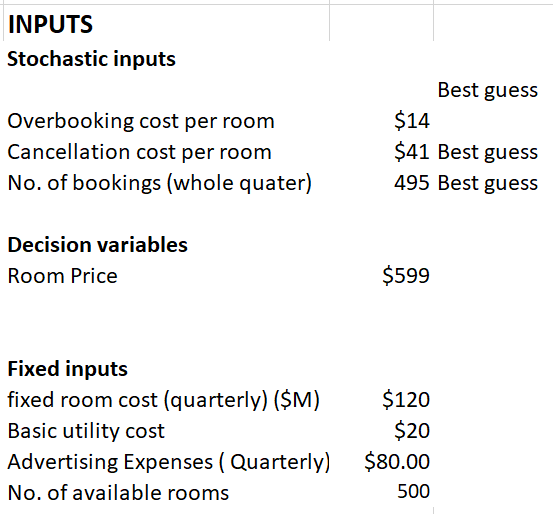 INPUTS
Stochastic inputs
Best guess
Overbooking cost per room $14
Cancellation cost per room $41 Best guess
No. of bookings (whole quater) 495 Best guess
Decision variables
Room Price $599
Fixed inputs
fixed room cost (quarterly) ($M) $120
Basic utility cost $20
Advertising Expenses ( Quarterly) $80.00
No. of available rooms 500